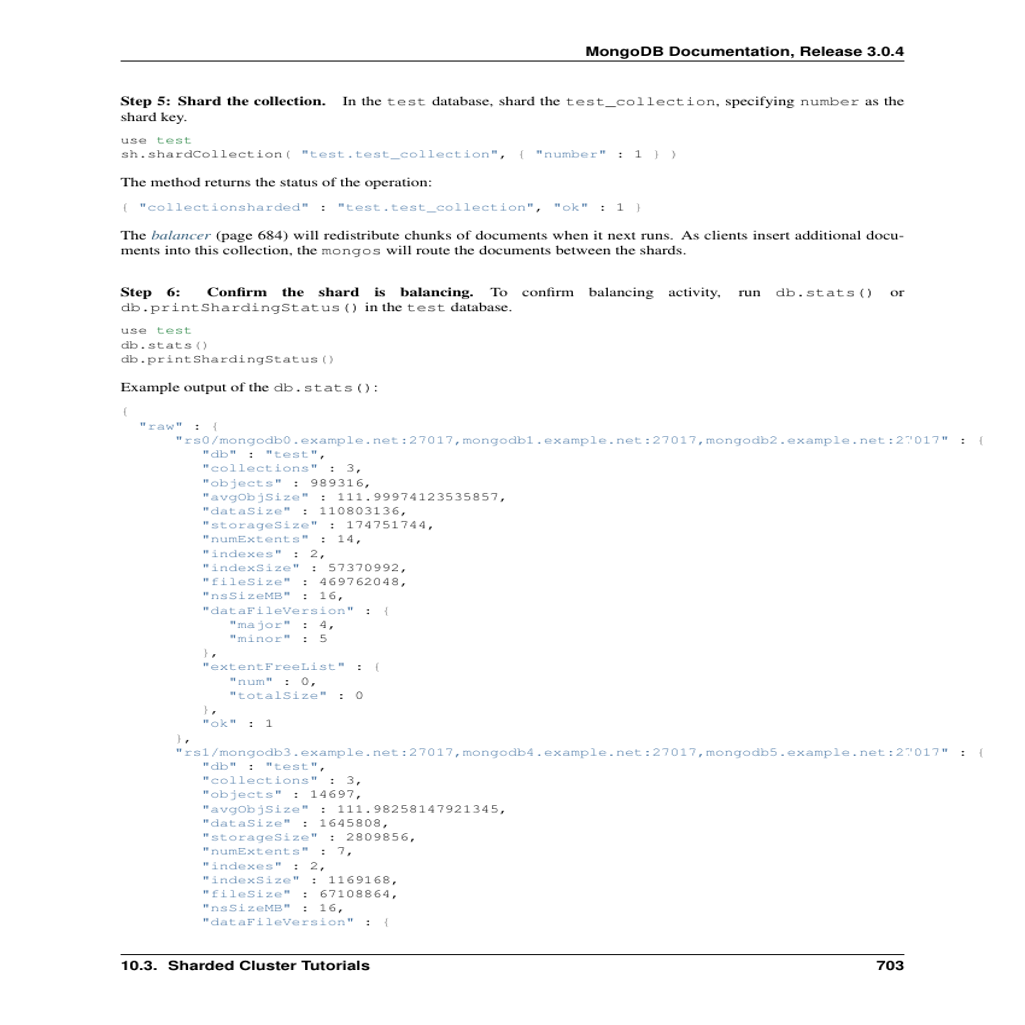 MongoDB Documentation, Release 3.0.4
Step 5: Shard the collection. In the test database, shard the test_collection, specifying number as the
shard key.
use test
sh.shardCollection( "test.test_collection", { "number" : 1 } )
The method returns the status of the operation:
{ "collectionsharded" : "test.test_collection", "ok" : 1 }
The balancer (page 684) will redistribute chunks of documents when it next runs. As clients insert additional docu-
ments into this collection, the mongos will route the documents between the shards.
Step 6: Confirm the shard is balancing. To confirm balancing activity, run db.stats() or
db.printShardingStatus() in the test database.
use test
db.stats()
db.printShardingStatus()
Example output of the db.stats():
{
"raw" : {
"rs0/mongodb0.example.net:27017,mongodb1.example.net:27017,mongodb2.example.net:27017" : {
"db" : "test",
"collections" : 3,
"objects" : 989316,
"avgObjSize" : 111.99974123535857,
"dataSize" : 110803136,
"storageSize" : 174751744,
"numExtents" : 14,
"indexes" : 2,
"indexSize" : 57370992,
"fileSize" : 469762048,
"nsSizeMB" : 16,
"dataFileVersion" : {
"major" : 4,
"minor" : 5
},
"extentFreeList" : {
"num" : 0,
"totalSize" : 0
},
"ok" : 1
},
"rs1/mongodb3.example.net:27017,mongodb4.example.net:27017,mongodb5.example.net:27017" : {
"db" : "test",
"collections" : 3,
"objects" : 14697,
"avgObjSize" : 111.98258147921345,
"dataSize" : 1645808,
"storageSize" : 2809856,
"numExtents" : 7,
"indexes" : 2,
"indexSize" : 1169168,
"fileSize" : 67108864,
"nsSizeMB" : 16,
"dataFileVersion" : {
10.3. Sharded Cluster Tutorials 703